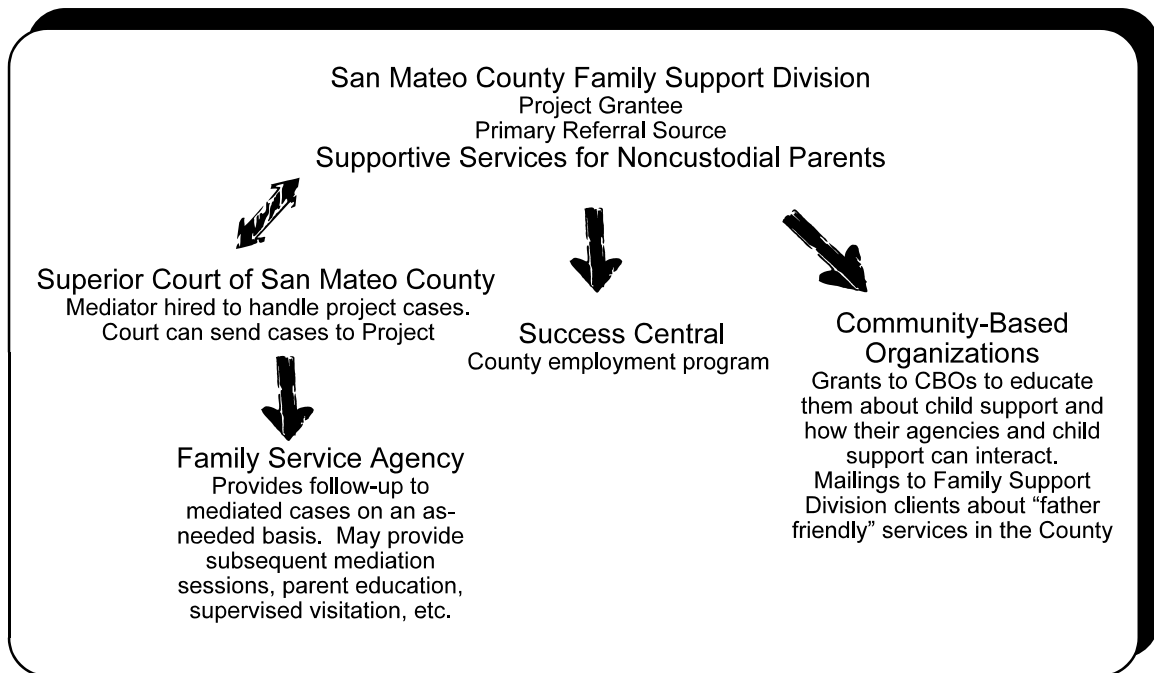 San Mateo County Family Support Division
Project Grantee
Primary Referral Source
Supportive Services for Noncustodial Parents
Superior Court of San Mateo County
Mediator hired to handle project cases.
Court can send cases to Project
Family Service Agency
Provides follow-up to
mediated cases on an as-
needed basis.  May provide
subsequent mediation
sessions, parent education,
supervised visitation, etc.
Success Central
County employment program
Community-Based
Organizations
Grants to CBOs to educate
them about child support and
how their agencies and child
support can interact.
Mailings to Family Support
Division clients about “father
friendly” services in the County